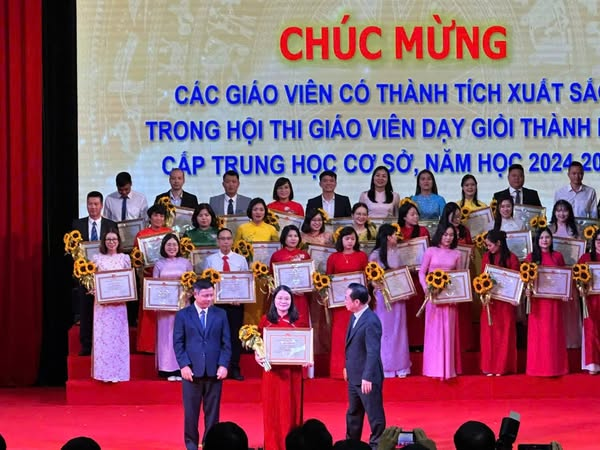 CHÚC MỪNG
CÁC GIÁO VIÊN CÓ THÀNH TÍCH XUẤT SẮC
TRONG HỘI THI GIÁO VIÊN DẠY GIỎI THÀNH
CẤP TRUNG HỌC CƠ SỞ, NĂM HỌC 2024-20